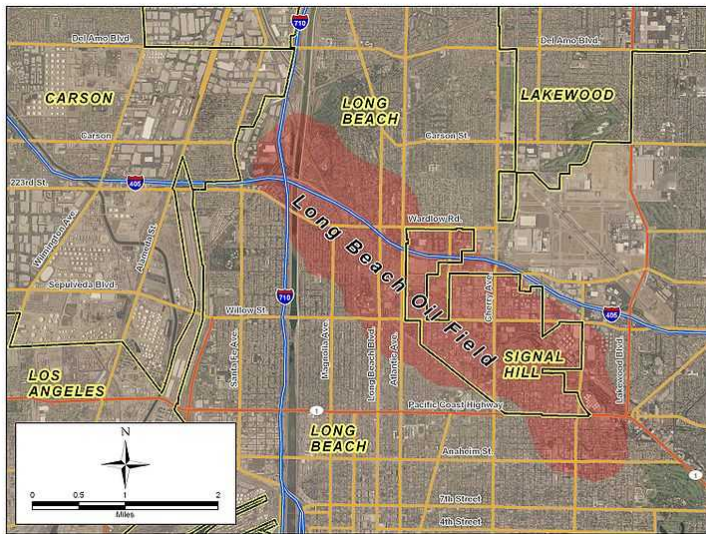 710
Del Amo Blvd.
Del Amo Blvd.
CARSON
LONG
BEACH
LAKEWOOD
Carson
Carson St.
223rd St.
405
Long Beach Oil Field
Wardlow Rd.
Wilmington Ave.
Alameda St.
Sepulveda Blvd.
710
Cherry Ave.
Willow St.
405
Santa Fe Ave.
Magnolia Ave.
Long Beach Blvd.
Atlantic Ave.
SIGNAL
HILL
Lakewood Blvd.
LOS
ANGELES
1
Pacific Coast Highway
LONG
BEACH
Anaheim St.
1
7th Street
4th Street
N
0 0.5 1 2
Miles